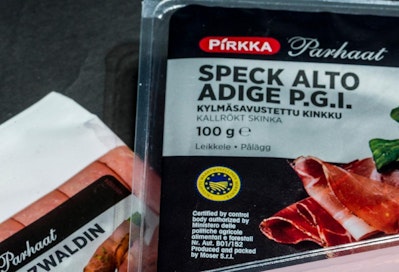 PIRKKA Parhaat
SPECK ALTO
ADIGE P.G.I.
KYLMÄSAVUSTETTU KINKKU
KALLRÖKT SKINKA
100 g e
Leikkele • Pålägg
Certified by control
body authorized by
Ministero delle
politiche agricole
alimentari e forestali
Nr. Aut. BO1/152
Produced and packed
by Moser S.r.l.
Parhaat
ZWALDIN